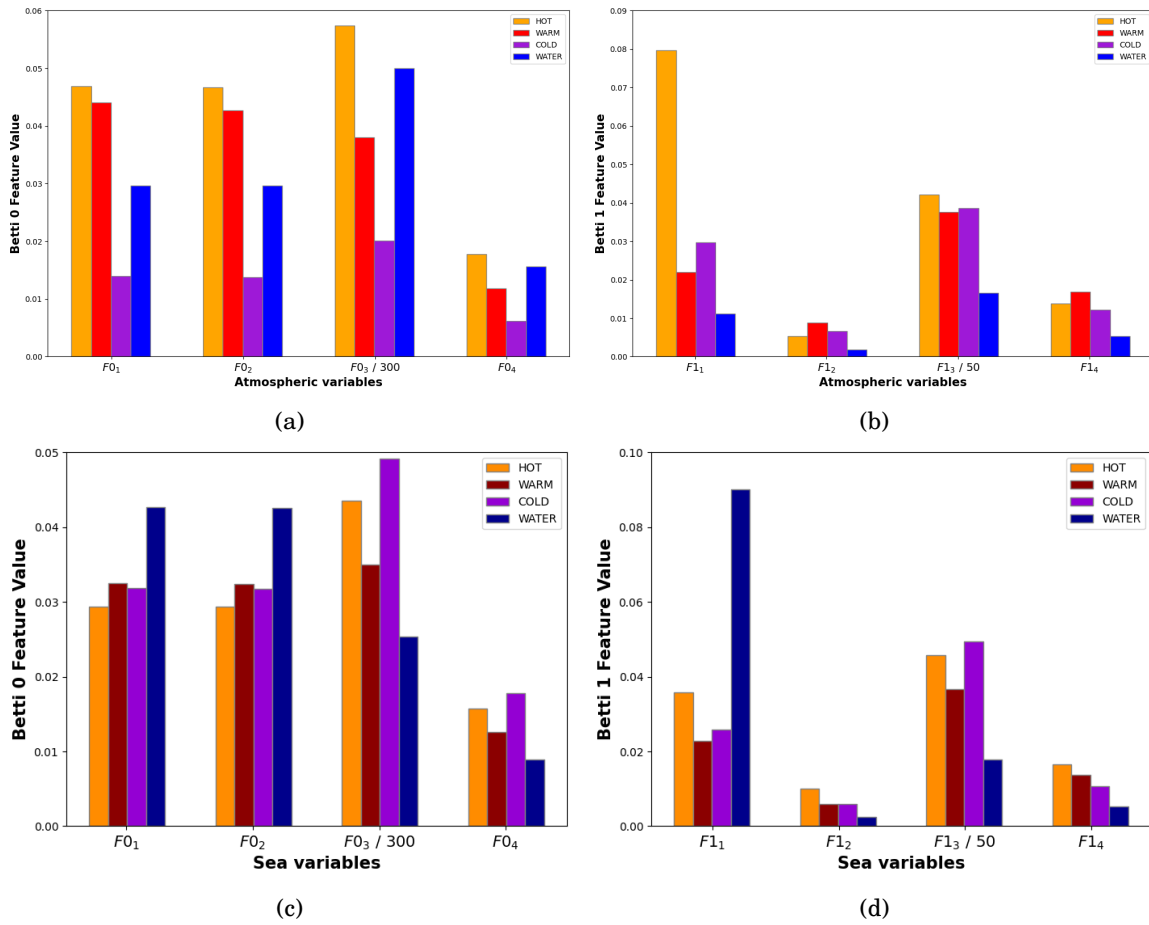 Betti 0 Feature Value
0.06
0.05
0.04
0.03
0.02
0.01
0.00
HOT
WARM
COLD
WATER
F0₁ F0₂ F0₃ / 300 F0₄
Atmospheric variables
(a)
Betti 1 Feature Value
0.09
0.08
0.07
0.06
0.05
0.04
0.03
0.02
0.01
0.00
HOT
WARM
COLD
WATER
F1₁ F1₂ F1₃ / 50 F1₄
Atmospheric variables
(b)
Betti 0 Feature Value
0.05
0.04
0.03
0.02
0.01
0.00
HOT
WARM
COLD
WATER
F0₁ F0₂ F0₃ / 300 F0₄
Sea variables
(c)
Betti 1 Feature Value
0.10
0.08
0.06
0.04
0.02
0.00
HOT
WARM
COLD
WATER
F1₁ F1₂ F1₃ / 50 F1₄
Sea variables
(d)